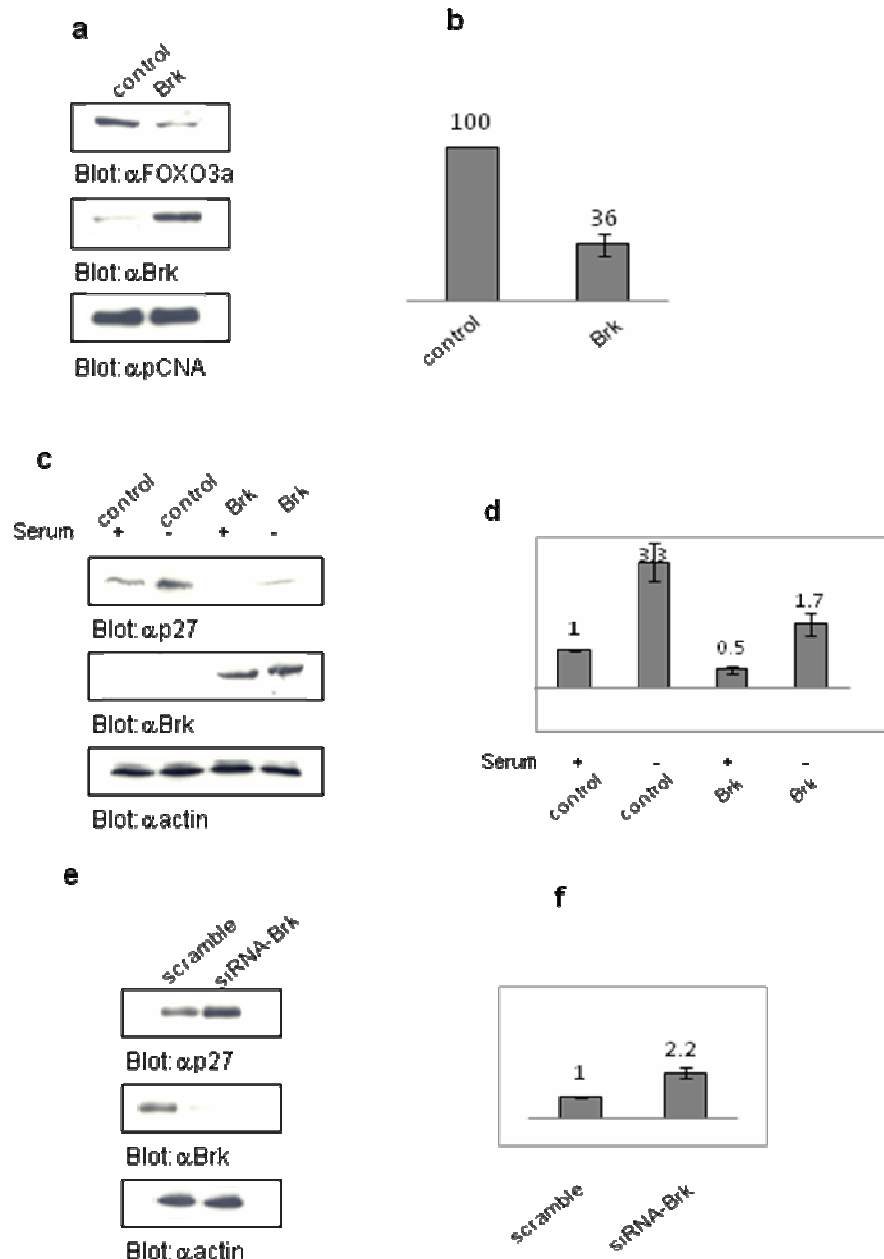 a
control Brk
Blot: αFOXO3a
Blot: αBrk
Blot: αpCNA
b
100
36
control Brk
c
control control Brk Brk
Serum + - + -
Blot: αp27
Blot: αBrk
Blot: αactin
d
1 3.3 0.5 1.7
Serum + - + -
control control Brk Brk
e
scramble siRNA-Brk
Blot: αp27
Blot: αBrk
Blot: αactin
f
1 2.2
scramble siRNA-Brk